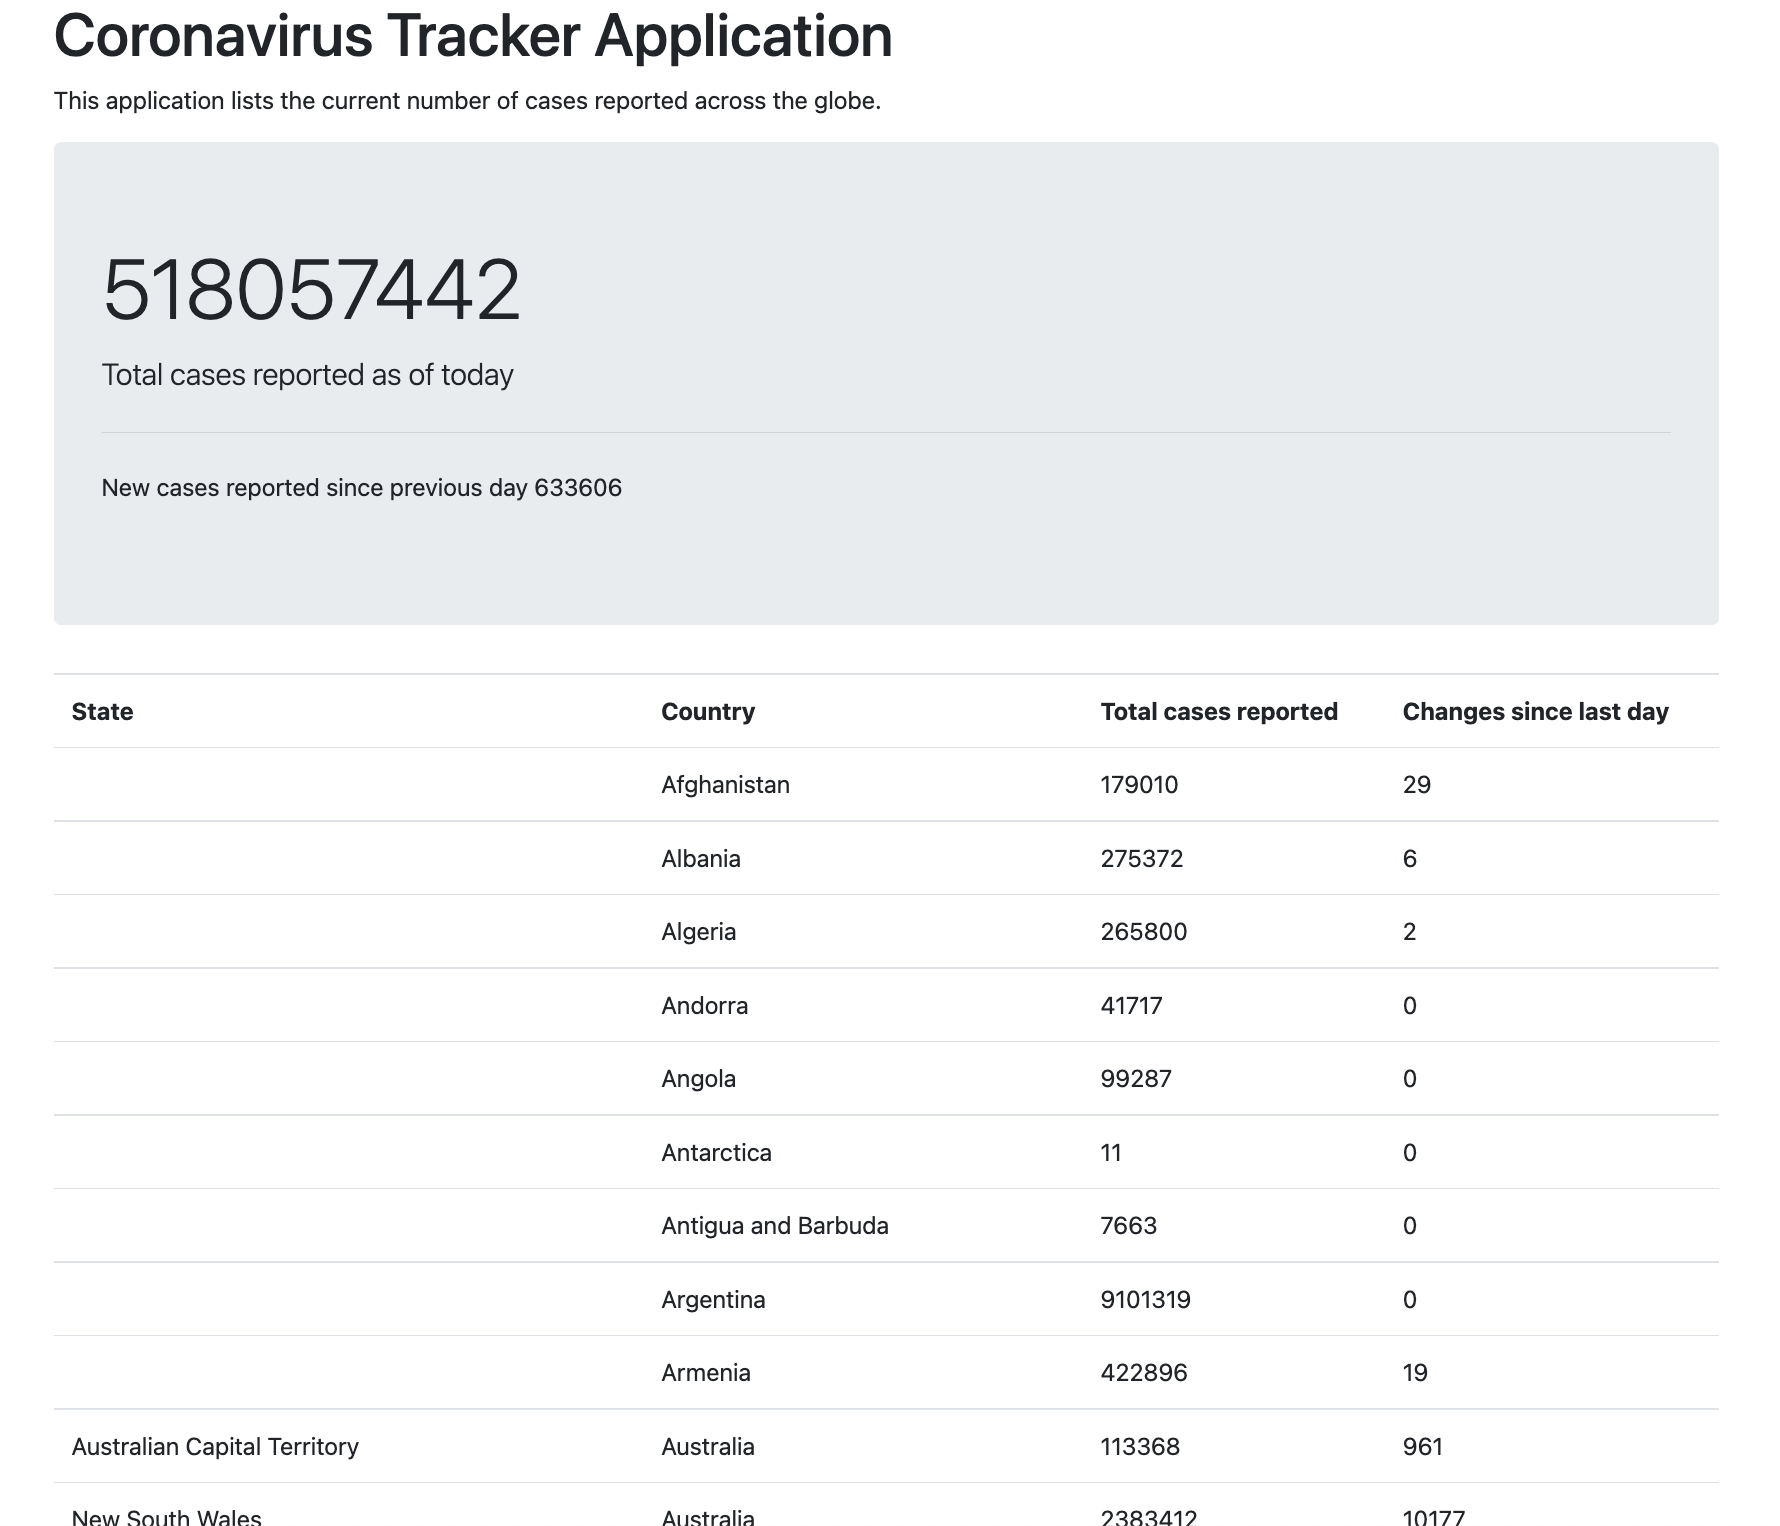 Coronavirus Tracker Application
This application lists the current number of cases reported across the globe.
518057442
Total cases reported as of today
New cases reported since previous day 633606
State Country Total cases reported Changes since last day
Afghanistan 179010 29
Albania 275372 6
Algeria 265800 2
Andorra 41717 0
Angola 99287 0
Antarctica 11 0
Antigua and Barbuda 7663 0
Argentina 9101319 0
Armenia 422896 19
Australian Capital Territory Australia 113368 961
New South Wales Australia 2383412 10177